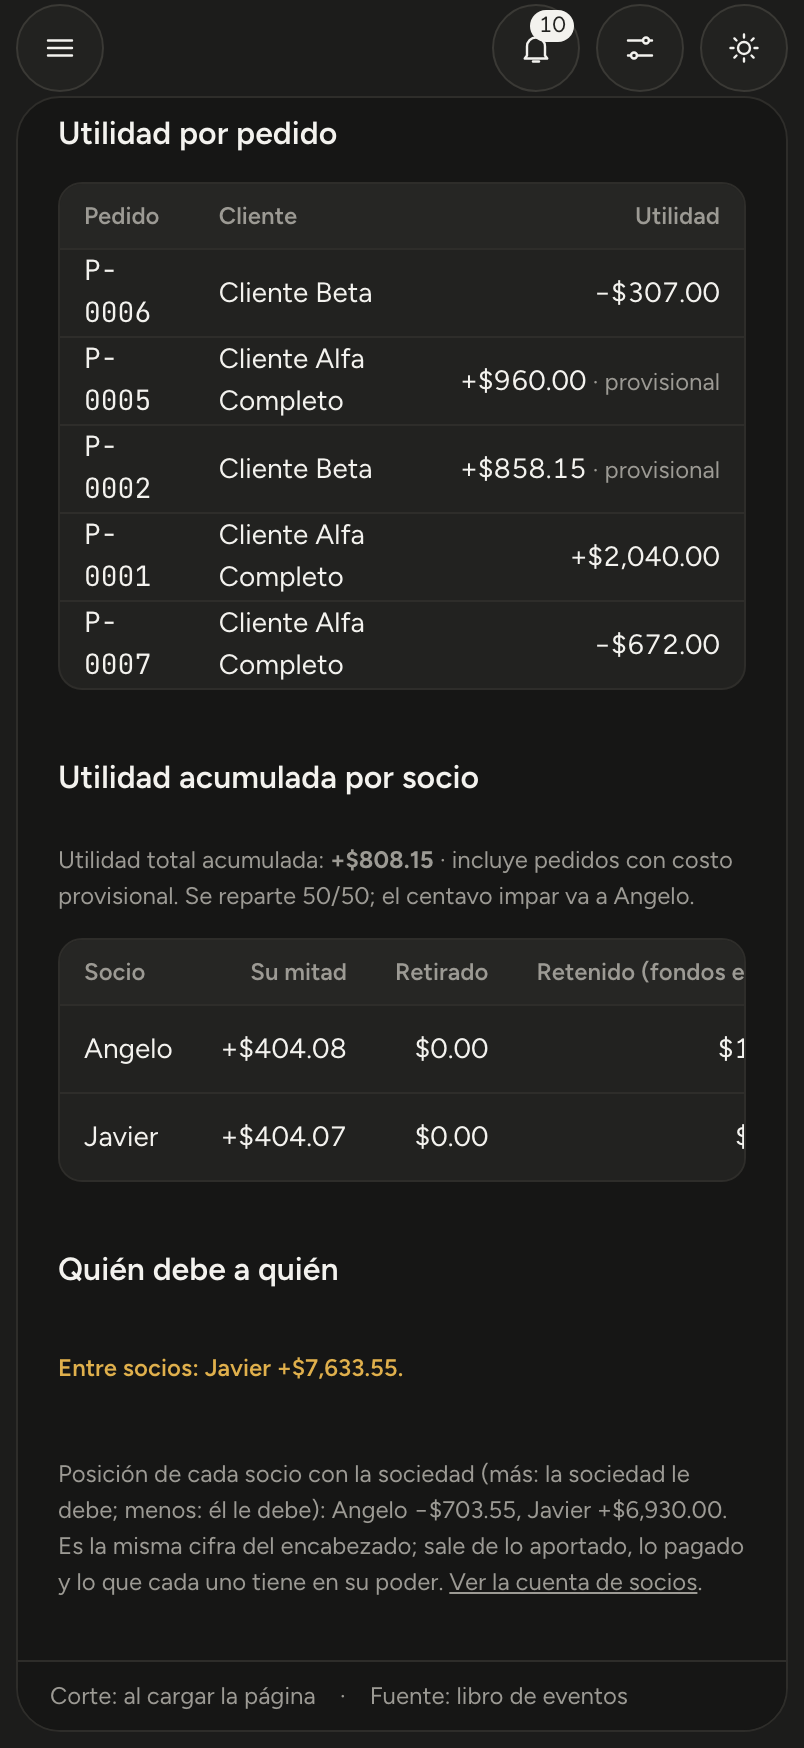 10
Utilidad por pedido
Pedido Cliente Utilidad
P-
0006 Cliente Beta -$307.00
P-
0005 Cliente Alfa
Completo +$960.00 · provisional
P-
0002 Cliente Beta +$858.15 · provisional
P-
0001 Cliente Alfa
Completo +$2,040.00
P-
0007 Cliente Alfa
Completo -$672.00
Utilidad acumulada por socio
Utilidad total acumulada: +$808.15 · incluye pedidos con costo
provisional. Se reparte 50/50; el centavo impar va a Angelo.
Socio Su mitad Retirado Retenido (fondos e
Angelo +$404.08 $0.00 $1
Javier +$404.07 $0.00 $
Quién debe a quién
Entre socios: Javier +$7,633.55.
Posición de cada socio con la sociedad (más: la sociedad le
debe; menos: él le debe): Angelo -$703.55, Javier +$6,930.00.
Es la misma cifra del encabezado; sale de lo aportado, lo pagado
y lo que cada uno tiene en su poder. Ver la cuenta de socios.
Corte: al cargar la página · Fuente: libro de eventos